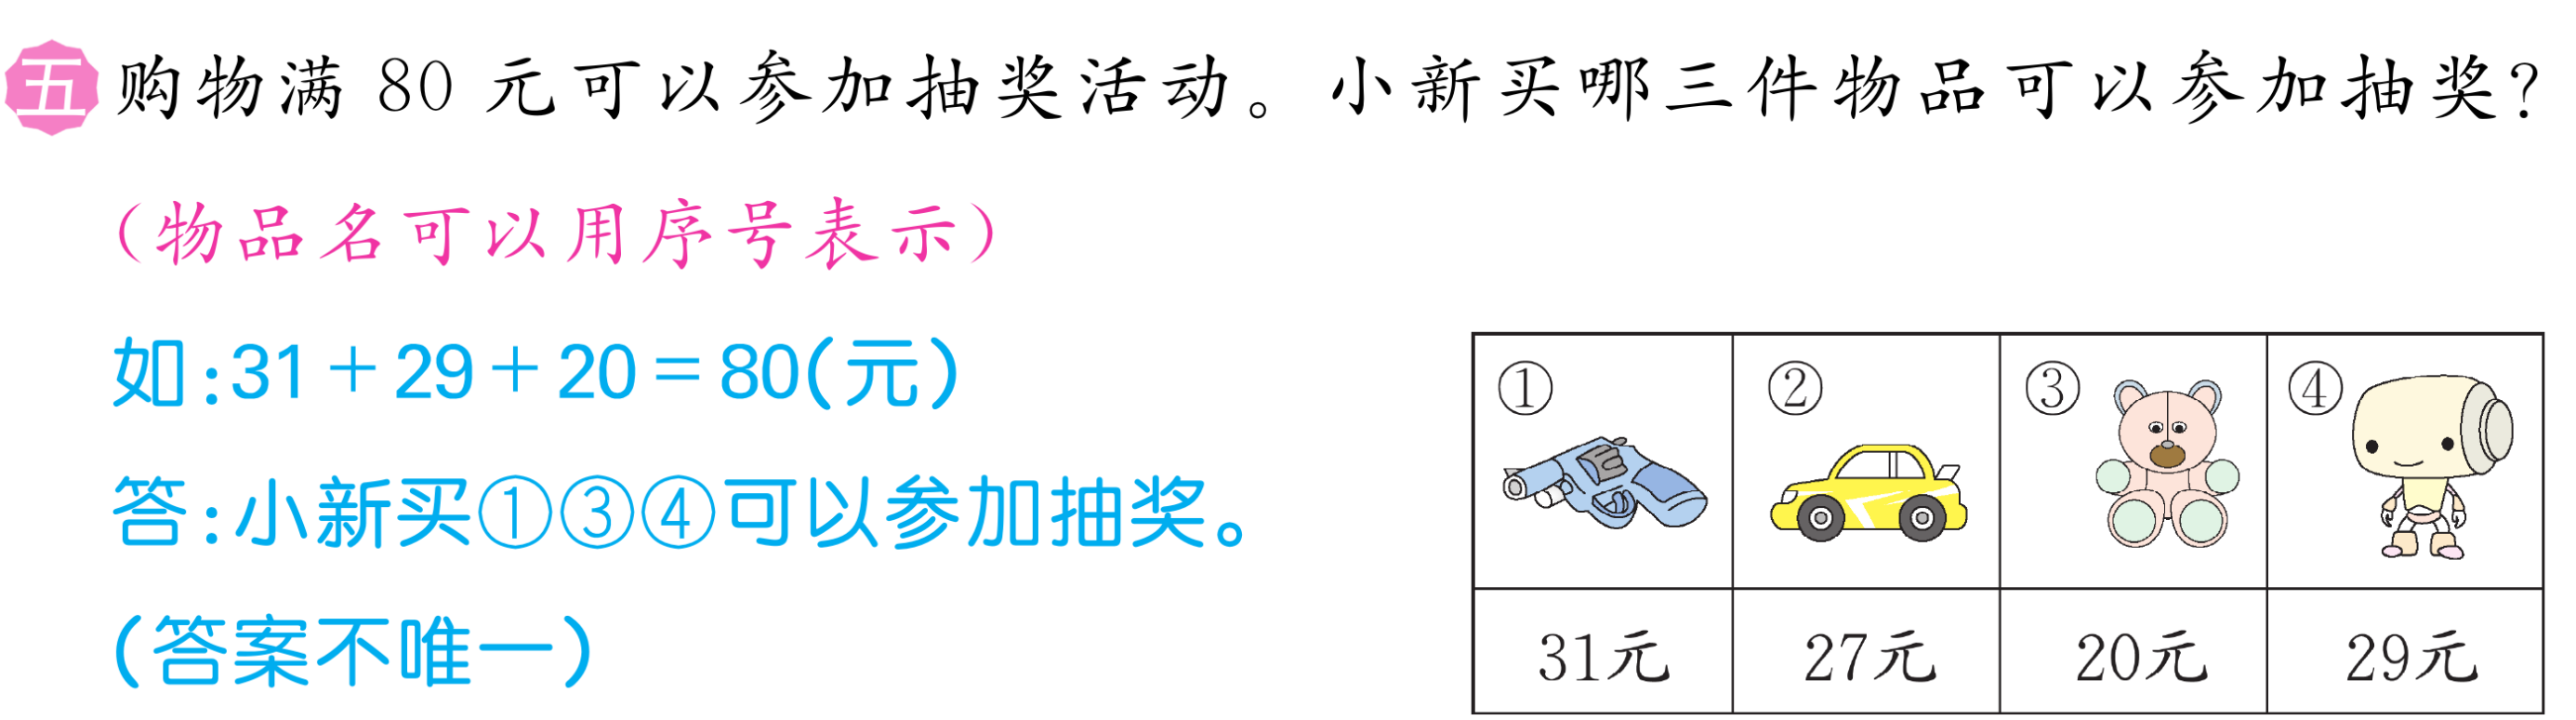 五 购物满 80 元可以参加抽奖活动。小新买哪三件物品可以参加抽奖?
(物品名可以用序号表示)
如:31+29+20=80(元)
答:小新买①③④可以参加抽奖。
(答案不唯一)
① ② ③ ④
31元 27元 20元 29元